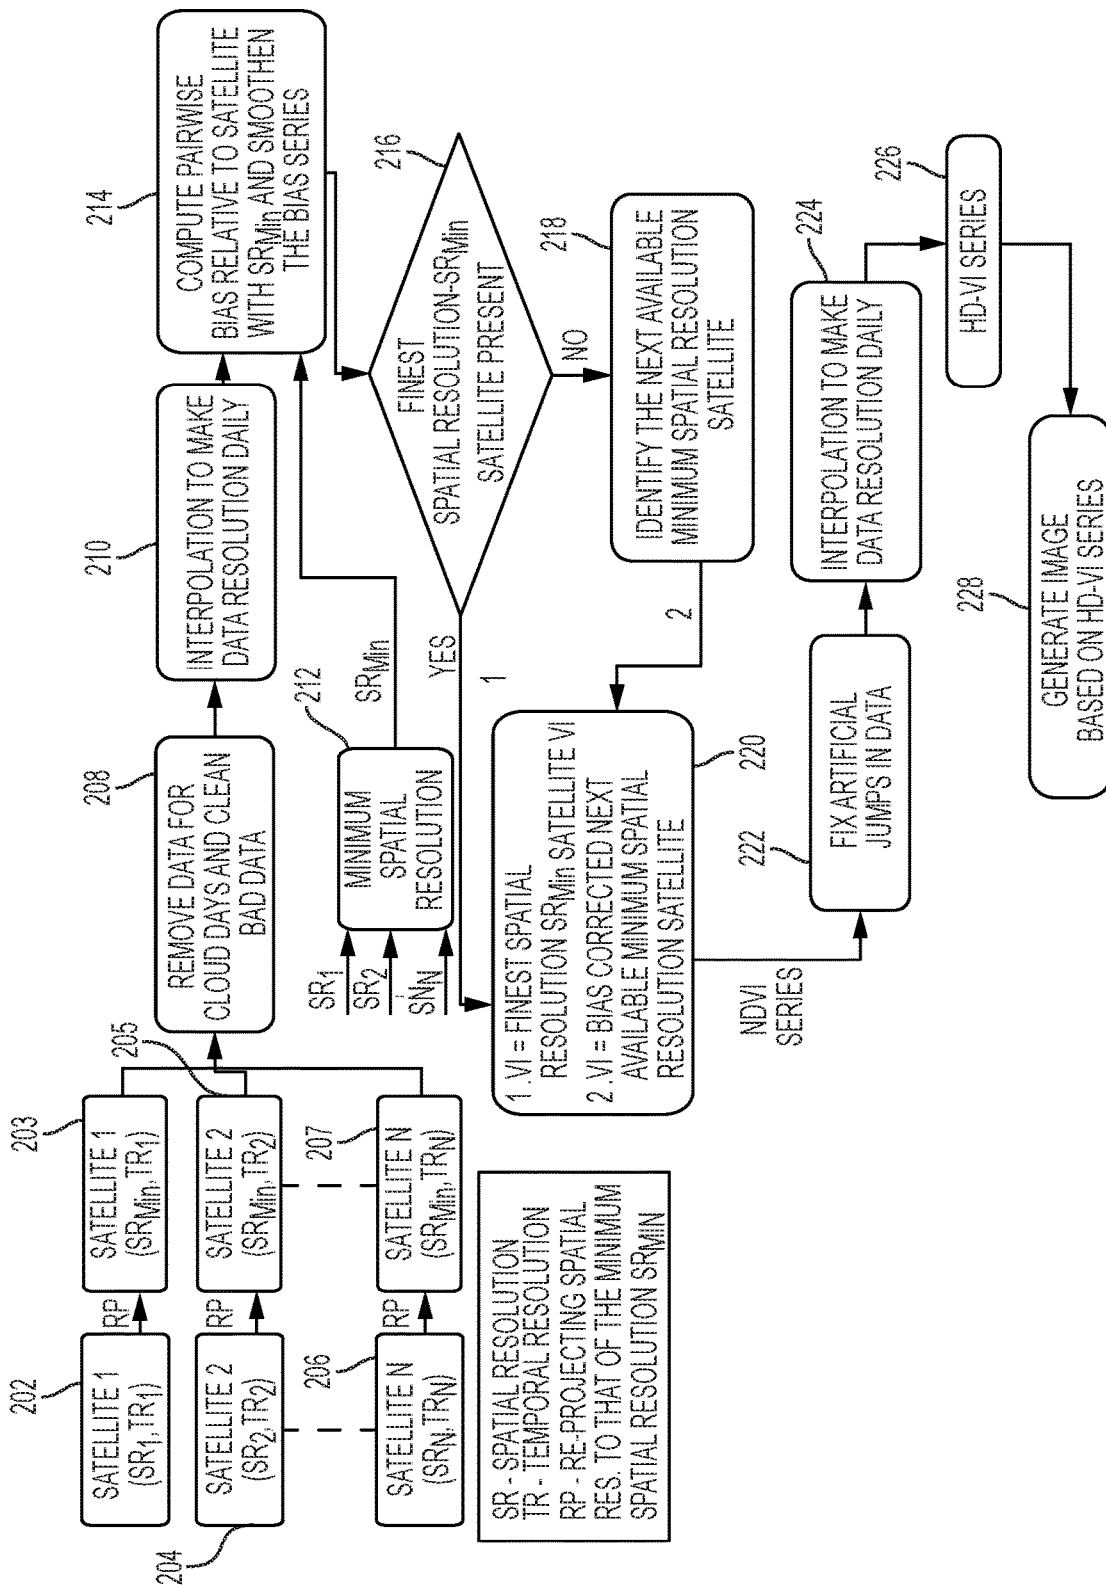 202
SATELLITE 1
(SR1,TR1)
RP
203
SATELLITE 1
(SRMin,TR1)
204
SATELLITE 2
(SR2,TR2)
RP
205
SATELLITE 2
(SRMin,TR2)
206
SATELLITE N
(SRN,TRN)
RP
207
SATELLITE N
(SRMin,TRN)
208
REMOVE DATA FOR
CLOUD DAYS AND CLEAN
BAD DATA
210
INTERPOLATION TO MAKE
DATA RESOLUTION DAILY
SR1
SR2
SNN
212
MINIMUM
SPATIAL
RESOLUTION
SRMin
214
COMPUTE PAIRWISE
BIAS RELATIVE TO SATELLITE
WITH SRMin AND SMOOTHEN
THE BIAS SERIES
216
FINEST
SPATIAL RESOLUTION-SRMin
SATELLITE PRESENT
YES
1
NO
218
IDENTIFY THE NEXT AVAILABLE
MINIMUM SPATIAL RESOLUTION
SATELLITE
2
220
1.VI = FINEST SPATIAL
RESOLUTION SRMin SATELLITE VI
2.VI = BIAS CORRECTED NEXT
AVAILABLE MINIMUM SPATIAL
RESOLUTION SATELLITE
NDVI
SERIES
222
FIX ARTIFICIAL
JUMPS IN DATA
224
INTERPOLATION TO MAKE
DATA RESOLUTION DAILY
226
HD-VI SERIES
228
GENERATE IMAGE
BASED ON HD-VI SERIES
SR - SPATIAL RESOLUTION
TR - TEMPORAL RESOLUTION
RP - RE-PROJECTING SPATIAL
RES. TO THAT OF THE MINIMUM
SPATIAL RESOLUTION SRMIN